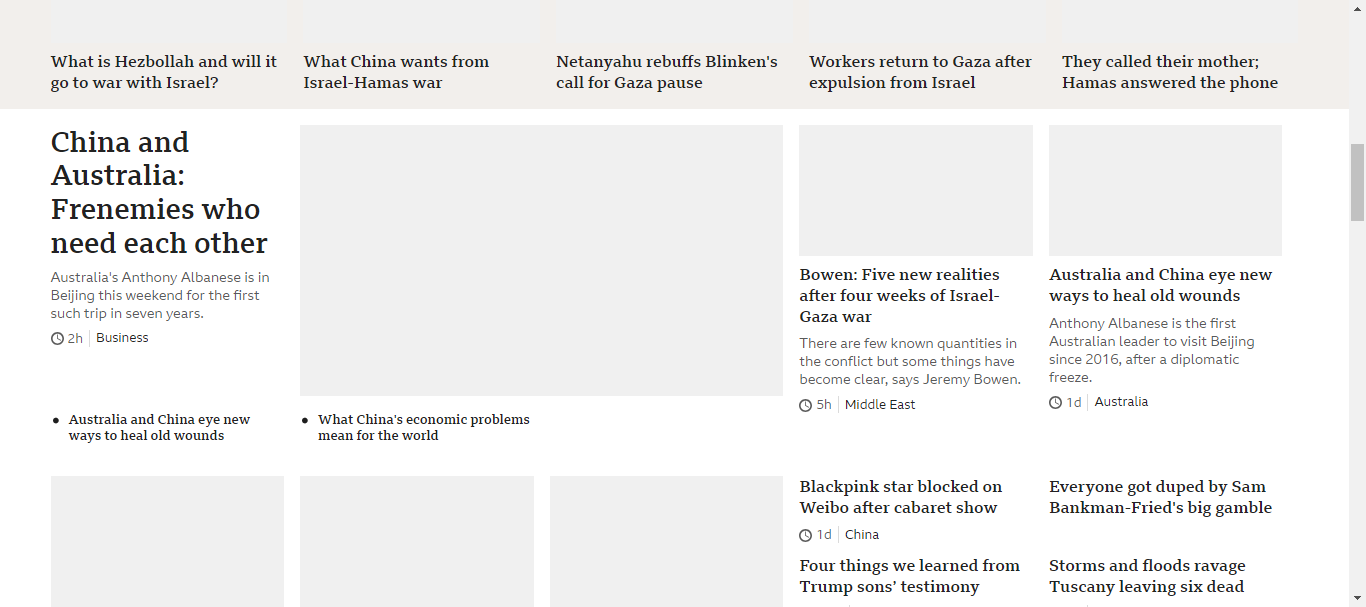 What is Hezbollah and will it
go to war with Israel?
What China wants from
Israel-Hamas war
Netanyahu rebuffs Blinken's
call for Gaza pause
Workers return to Gaza after
expulsion from Israel
They called their mother;
Hamas answered the phone
China and
Australia:
Frenemies who
need each other
Australia's Anthony Albanese is in
Beijing this weekend for the first
such trip in seven years.
2h Business
Australia and China eye new
ways to heal old wounds
What China's economic problems
mean for the world
Bowen: Five new realities
after four weeks of Israel-
Gaza war
There are few known quantities in
the conflict but some things have
become clear, says Jeremy Bowen.
5h Middle East
Australia and China eye new
ways to heal old wounds
Anthony Albanese is the first
Australian leader to visit Beijing
since 2016, after a diplomatic
freeze.
1d Australia
Blackpink star blocked on
Weibo after cabaret show
1d China
Everyone got duped by Sam
Bankman-Fried's big gamble
Four things we learned from
Trump sons’ testimony
Storms and floods ravage
Tuscany leaving six dead